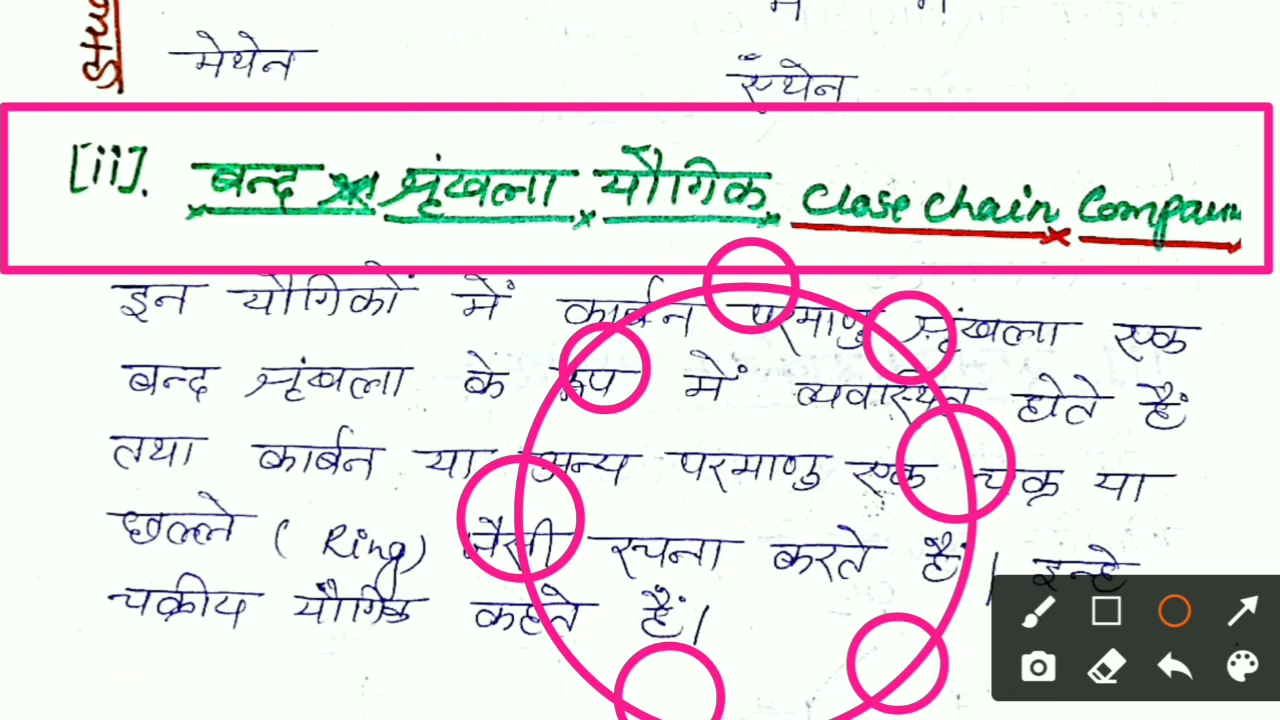 मेथेन
एथेन
[ii]. बन्द श्रृंखला यौगिक Close Chain Compoun
इन यौगिकों में कार्बन परमाणु श्रृंखला एक
बन्द श्रृंखला के रूप में व्यवस्थित होते हैं
तथा कार्बन या अन्य परमाणु एक चक्र या
छल्ले ( Ring) जैसी रचना करते हैं। इन्हे
चक्रीय यौगिक कहते हैं।